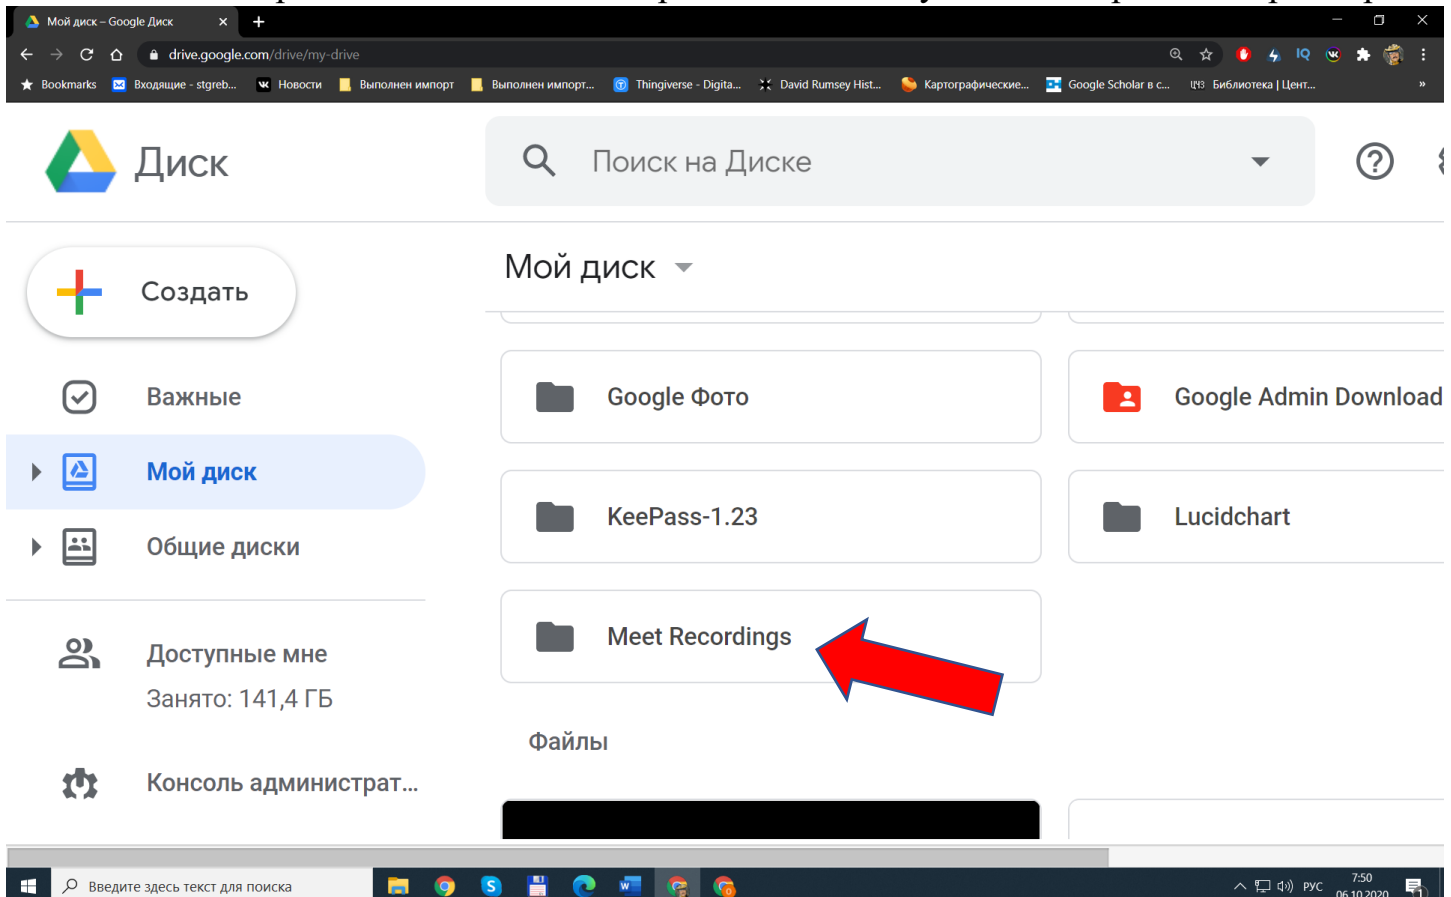 Мой диск – Google Диск
drive.google.com/drive/my-drive
Bookmarks Входящие - stgreb... Новости Выполнен импорт Выполнен импорт... Thingiverse - Digita... David Rumsey Hist... Картографические... Google Scholar в с... Библиотека | Цент... »
Диск
Поиск на Диске
Создать
Мой диск
Важные
Мой диск
Общие диски
Доступные мне
Занято: 141,4 ГБ
Консоль администрат...
Google Фото
Google Admin Download
KeePass-1.23
Lucidchart
Meet Recordings
Файлы
Введите здесь текст для поиска
РУС
7:50
06.10.2020